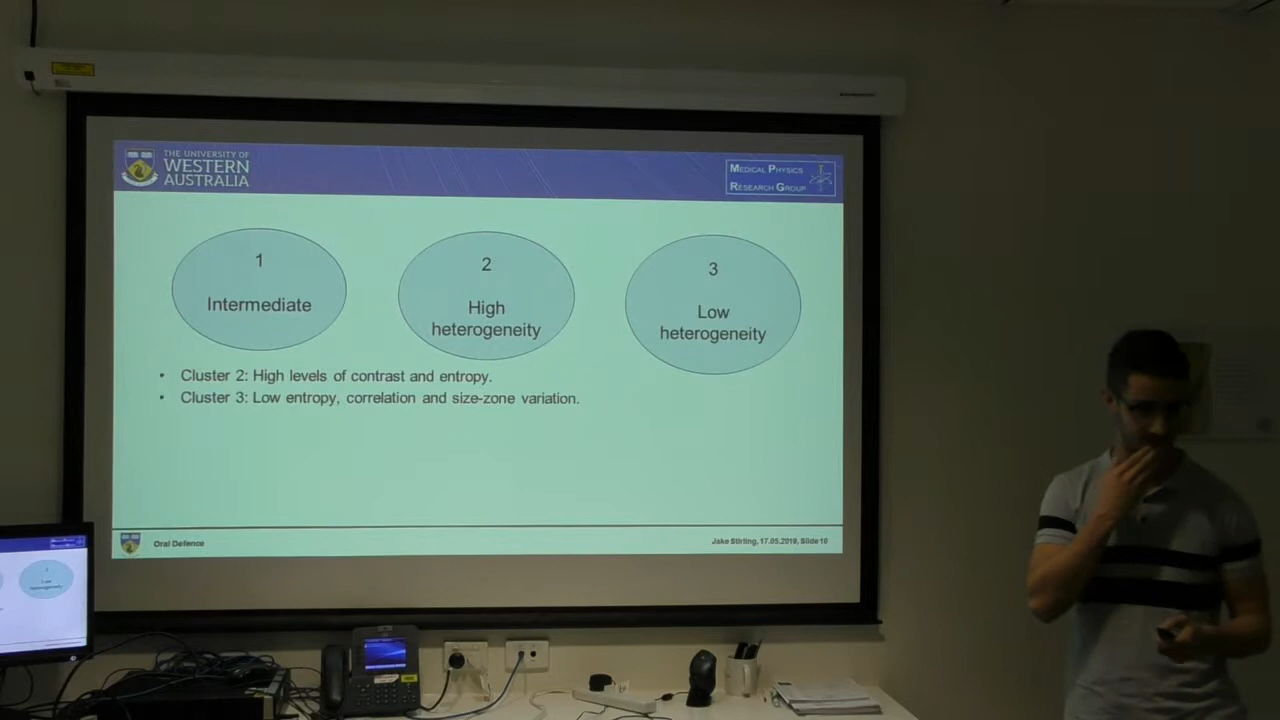 THE UNIVERSITY OF
WESTERN
AUSTRALIA
MEDICAL PHYSICS
RESEARCH GROUP
1
Intermediate
2
High
heterogeneity
3
Low
heterogeneity
• Cluster 2: High levels of contrast and entropy.
• Cluster 3: Low entropy, correlation and size-zone variation.
Oral Defence
Jake Stirling, 17.05.2019, Slide 10